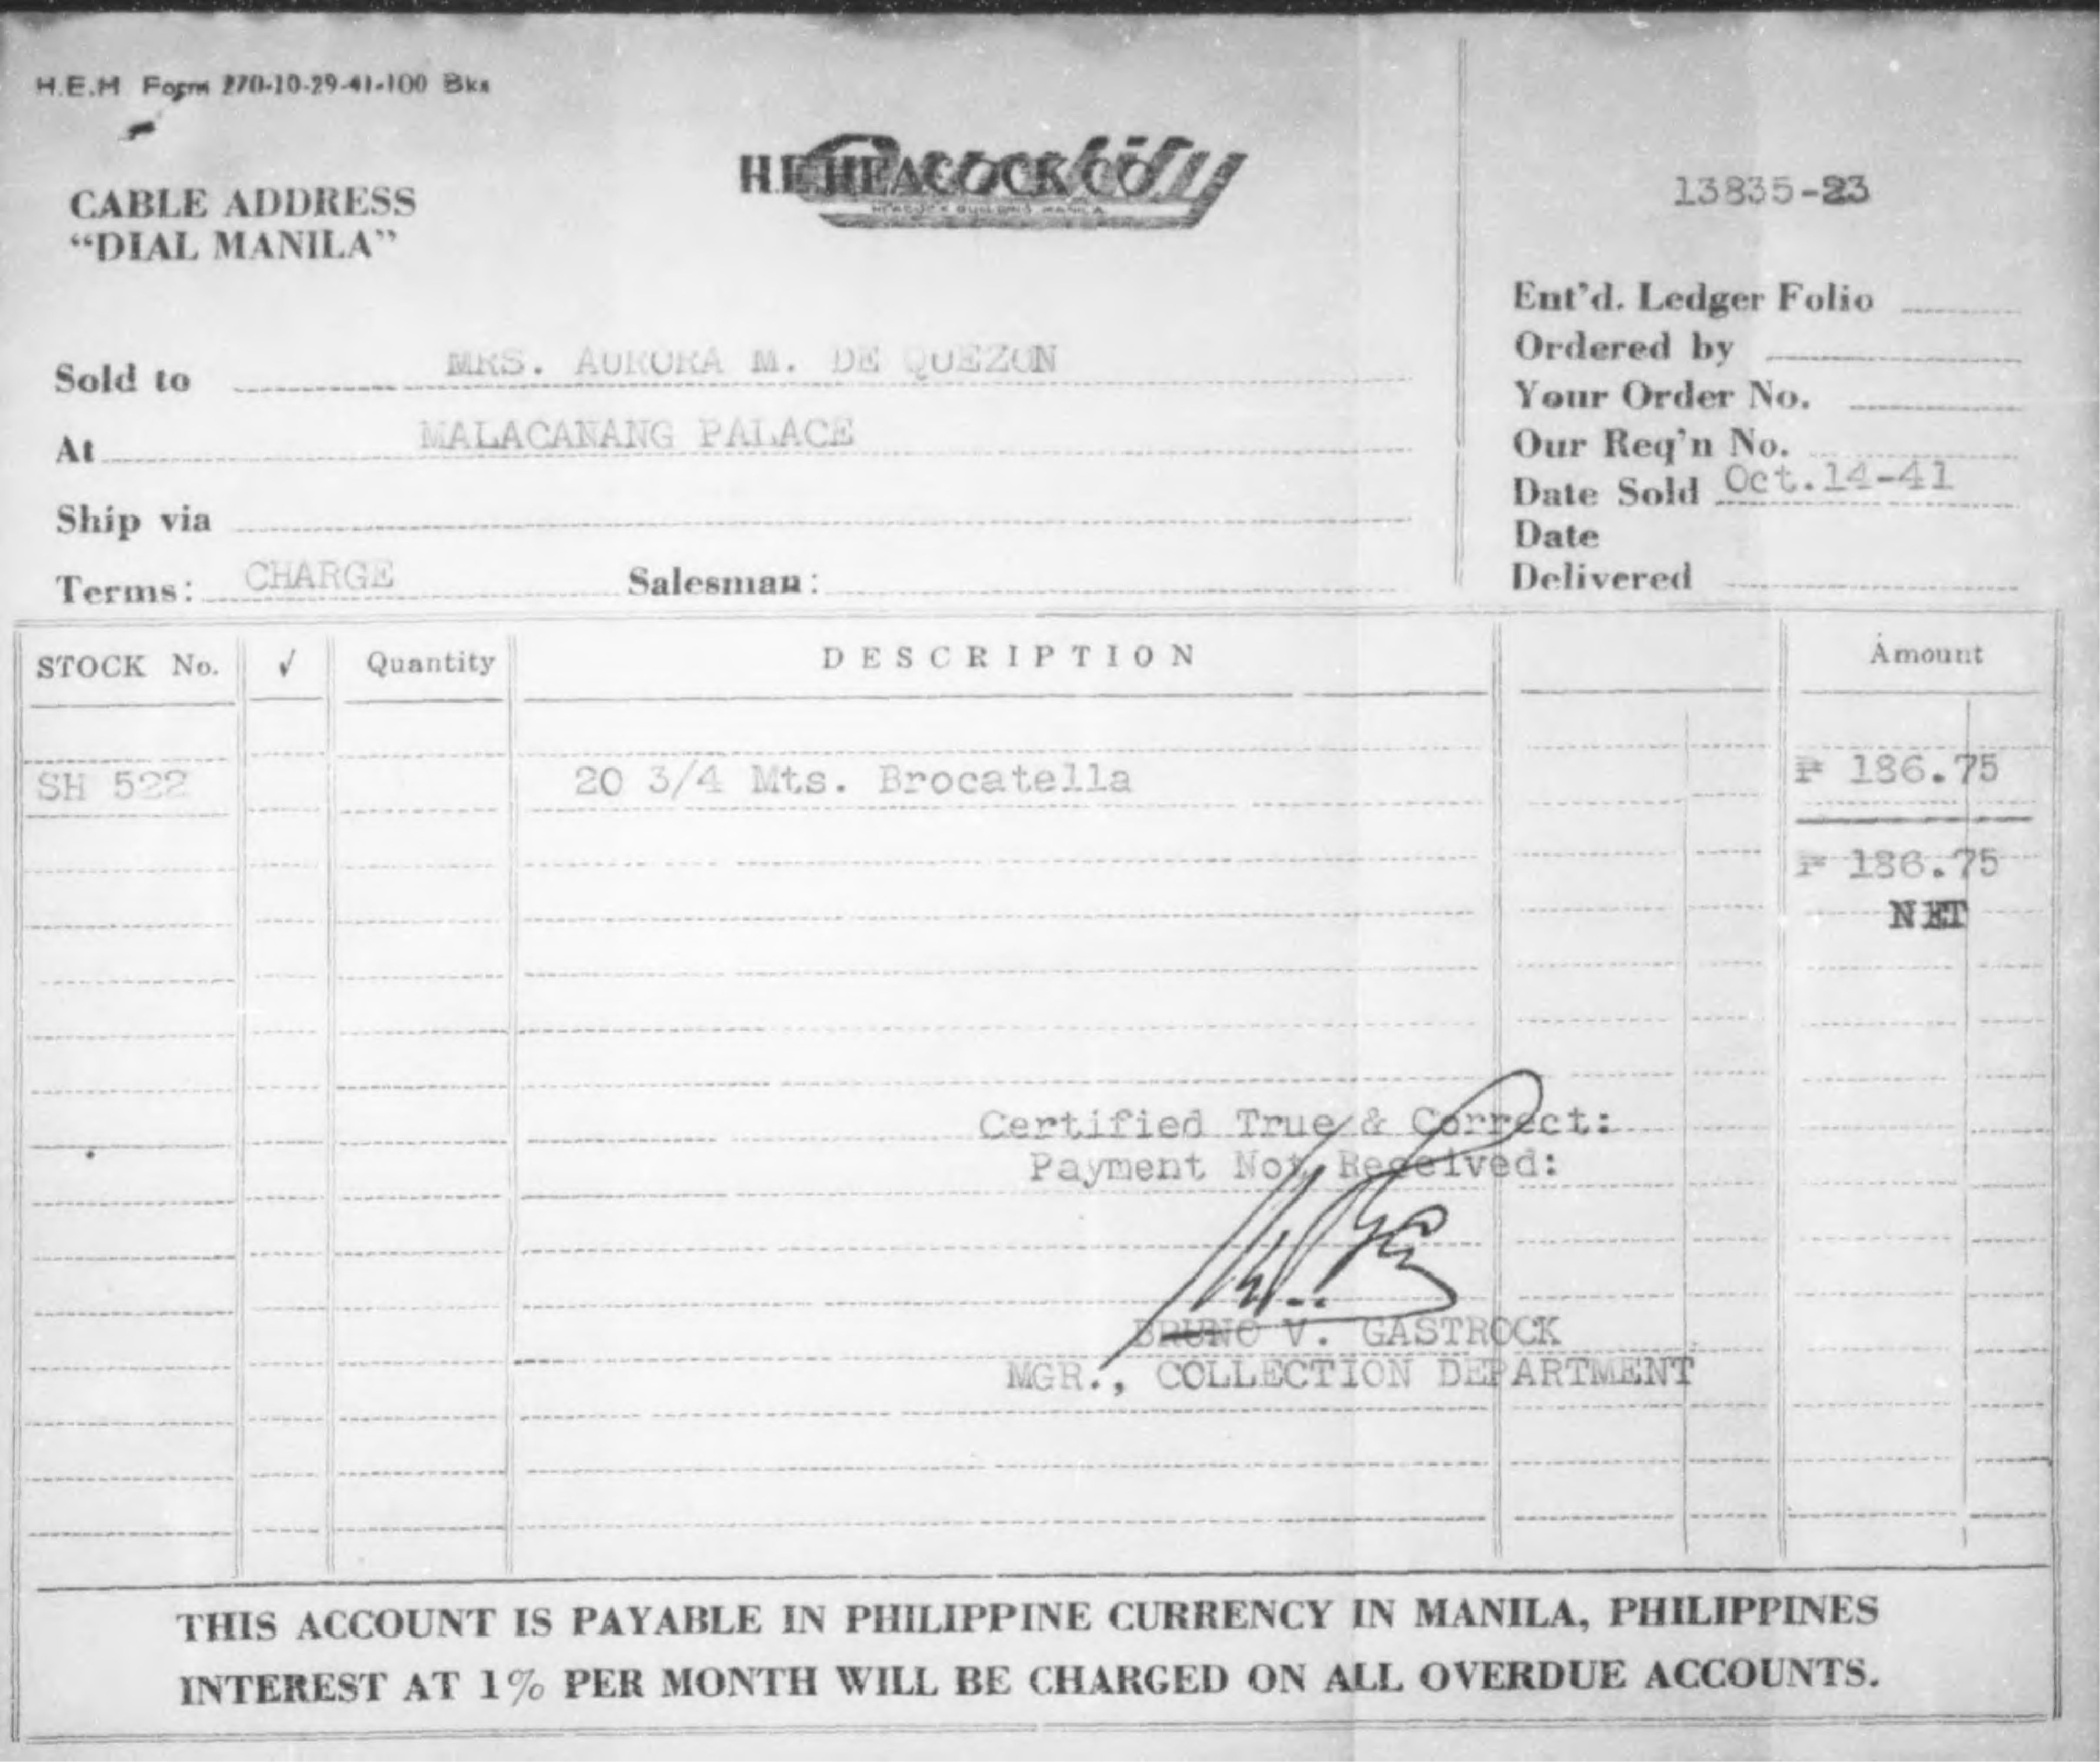 H.E.M Form 270-10-29-41-100 Bks
CABLE ADDRESS
"DIAL MANILA"
H.E. HEACOCK CO
HEACOCK BUILDING MANILA
13835-23
Ent'd. Ledger Folio
Ordered by
Your Order No.
Our Req'n No.
Date Sold Oct.14-41
Date
Delivered
Sold to MRS. AURORA M. DE QUEZON
At MALACANANG PALACE
Ship via
Terms: CHARGE Salesman:
STOCK No. √ Quantity DESCRIPTION Amount
SH 522 20 3/4 Mts. Brocatella ₱ 186.75
₱ 186.75
NET
Certified True & Correct:
Payment Not Received:
BRUNO V. GASTROCK
MGR., COLLECTION DEPARTMENT
THIS ACCOUNT IS PAYABLE IN PHILIPPINE CURRENCY IN MANILA, PHILIPPINES
INTEREST AT 1% PER MONTH WILL BE CHARGED ON ALL OVERDUE ACCOUNTS.